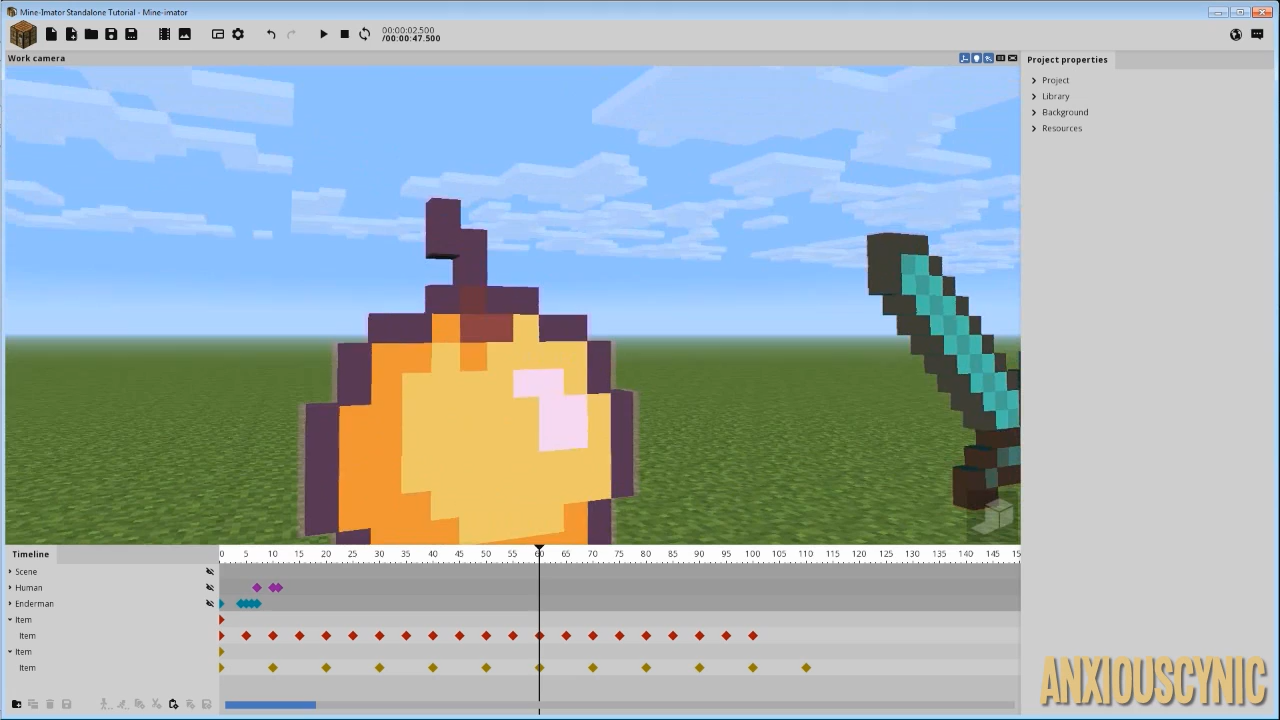 Mine-Imator Standalone Tutorial - Mine-imator
00:00:02.500
/00:00:47.500
Work camera
Project properties
Project
Library
Background
Resources
Timeline
0 5 10 15 20 25 30 35 40 45 50 55 60 65 70 75 80 85 90 95 100 105 110 115 120 125 130 135 140 145 15
Scene
Human
Enderman
Item
Item
Item
Item
ANXIOUSCYNIC